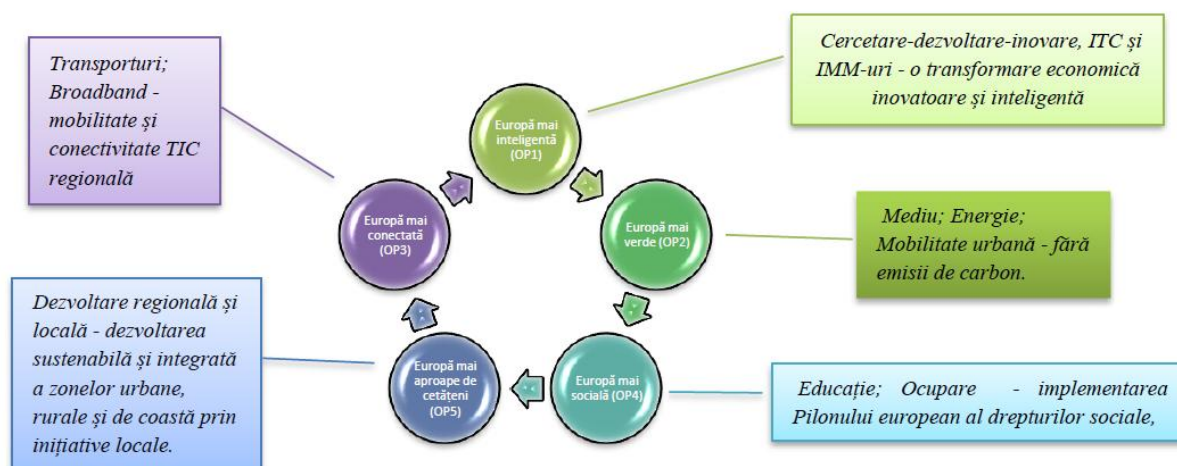 Transporturi;
Broadband -
mobilitate și
conectivitate TIC
regională
Cercetare-dezvoltare-inovare, ITC și
IMM-uri - o transformare economică
inovatoare și inteligentă
Europă mai
inteligentă
(OP1)
Europă mai
conectată
(OP3)
Europă mai
verde (OP2)
Mediu; Energie;
Mobilitate urbană - fără
emisii de carbon.
Dezvoltare regională și
locală - dezvoltarea
sustenabilă și integrată
a zonelor urbane,
rurale și de coastă prin
inițiative locale.
Europă mai
aproape de
cetățeni
(OP5)
Europă mai
socială (OP4)
Educație; Ocupare - implementarea
Pilonului european al drepturilor sociale,